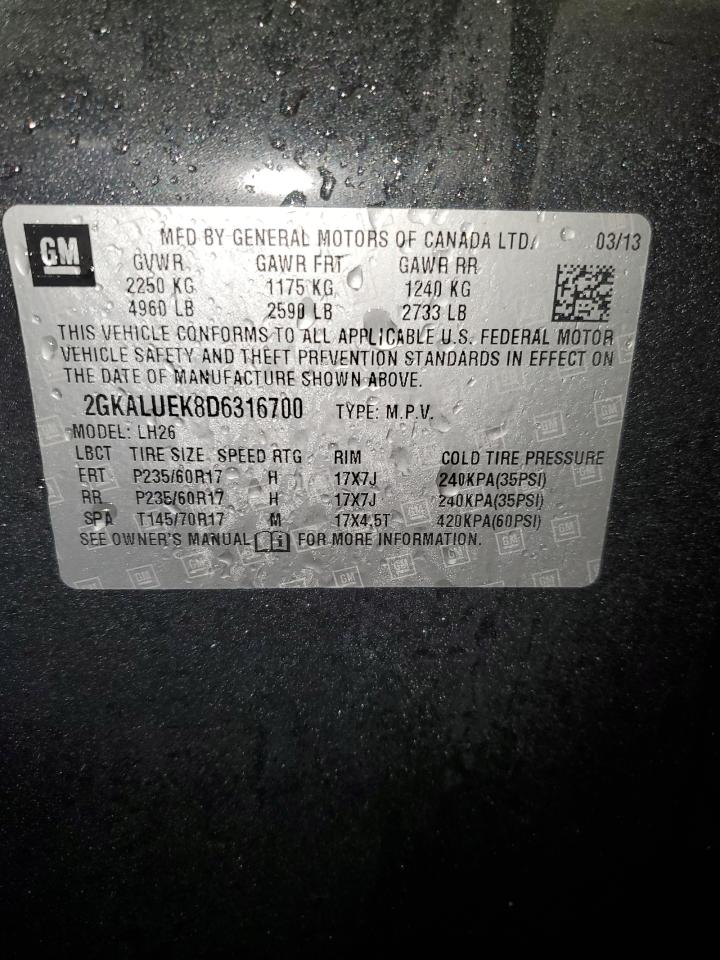 GM MFD BY GENERAL MOTORS OF CANADA LTD. 03/13
GVWR GAWR FRT GAWR RR
2250 KG 1175 KG 1240 KG
4960 LB 2590 LB 2733 LB
THIS VEHICLE CONFORMS TO ALL APPLICABLE U.S. FEDERAL MOTOR
VEHICLE SAFETY AND THEFT PREVENTION STANDARDS IN EFFECT ON
THE DATE OF MANUFACTURE SHOWN ABOVE.
2GKALUEK8D6316700 TYPE: M.P.V.
MODEL: LH26
LBCT TIRE SIZE SPEED RTG RIM COLD TIRE PRESSURE
FRT P235/60R17 H 17X7J 240KPA(35PSI)
RR P235/60R17 H 17X7J 240KPA(35PSI)
SPA T145/70R17 M 17X4.5T 420KPA(60PSI)
SEE OWNER'S MANUAL FOR MORE INFORMATION.